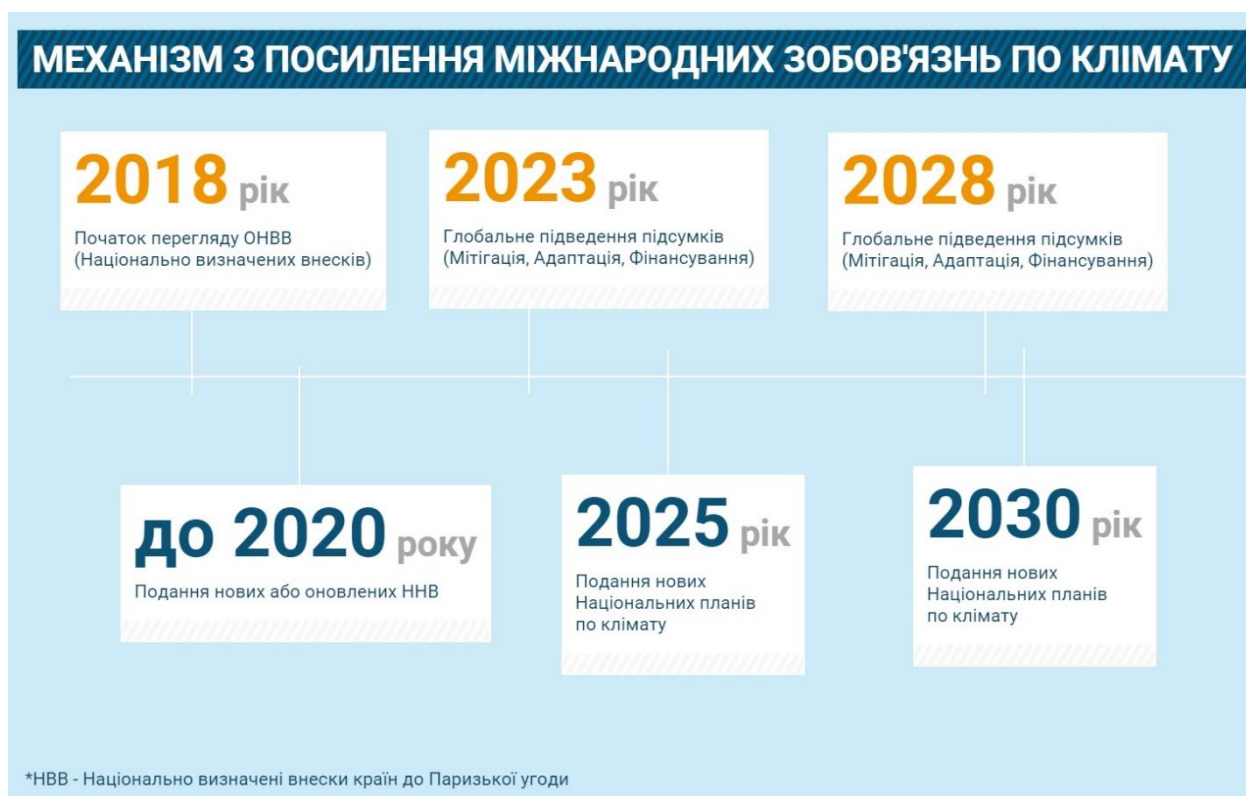 МЕХАНІЗМ З ПОСИЛЕННЯ МІЖНАРОДНИХ ЗОБОВ'ЯЗНЬ ПО КЛІМАТУ
2018 рік
Початок перегляду ОНВВ
(Національно визначених внесків)
2023 рік
Глобальне підведення підсумків
(Мітігація, Адаптація, Фінансування)
2028 рік
Глобальне підведення підсумків
(Мітігація, Адаптація, Фінансування)
до 2020 року
Подання нових або оновлених ННВ
2025 рік
Подання нових
Національних планів
по клімату
2030 рік
Подання нових
Національних планів
по клімату
*НВВ - Національно визначені внески країн до Паризької угоди